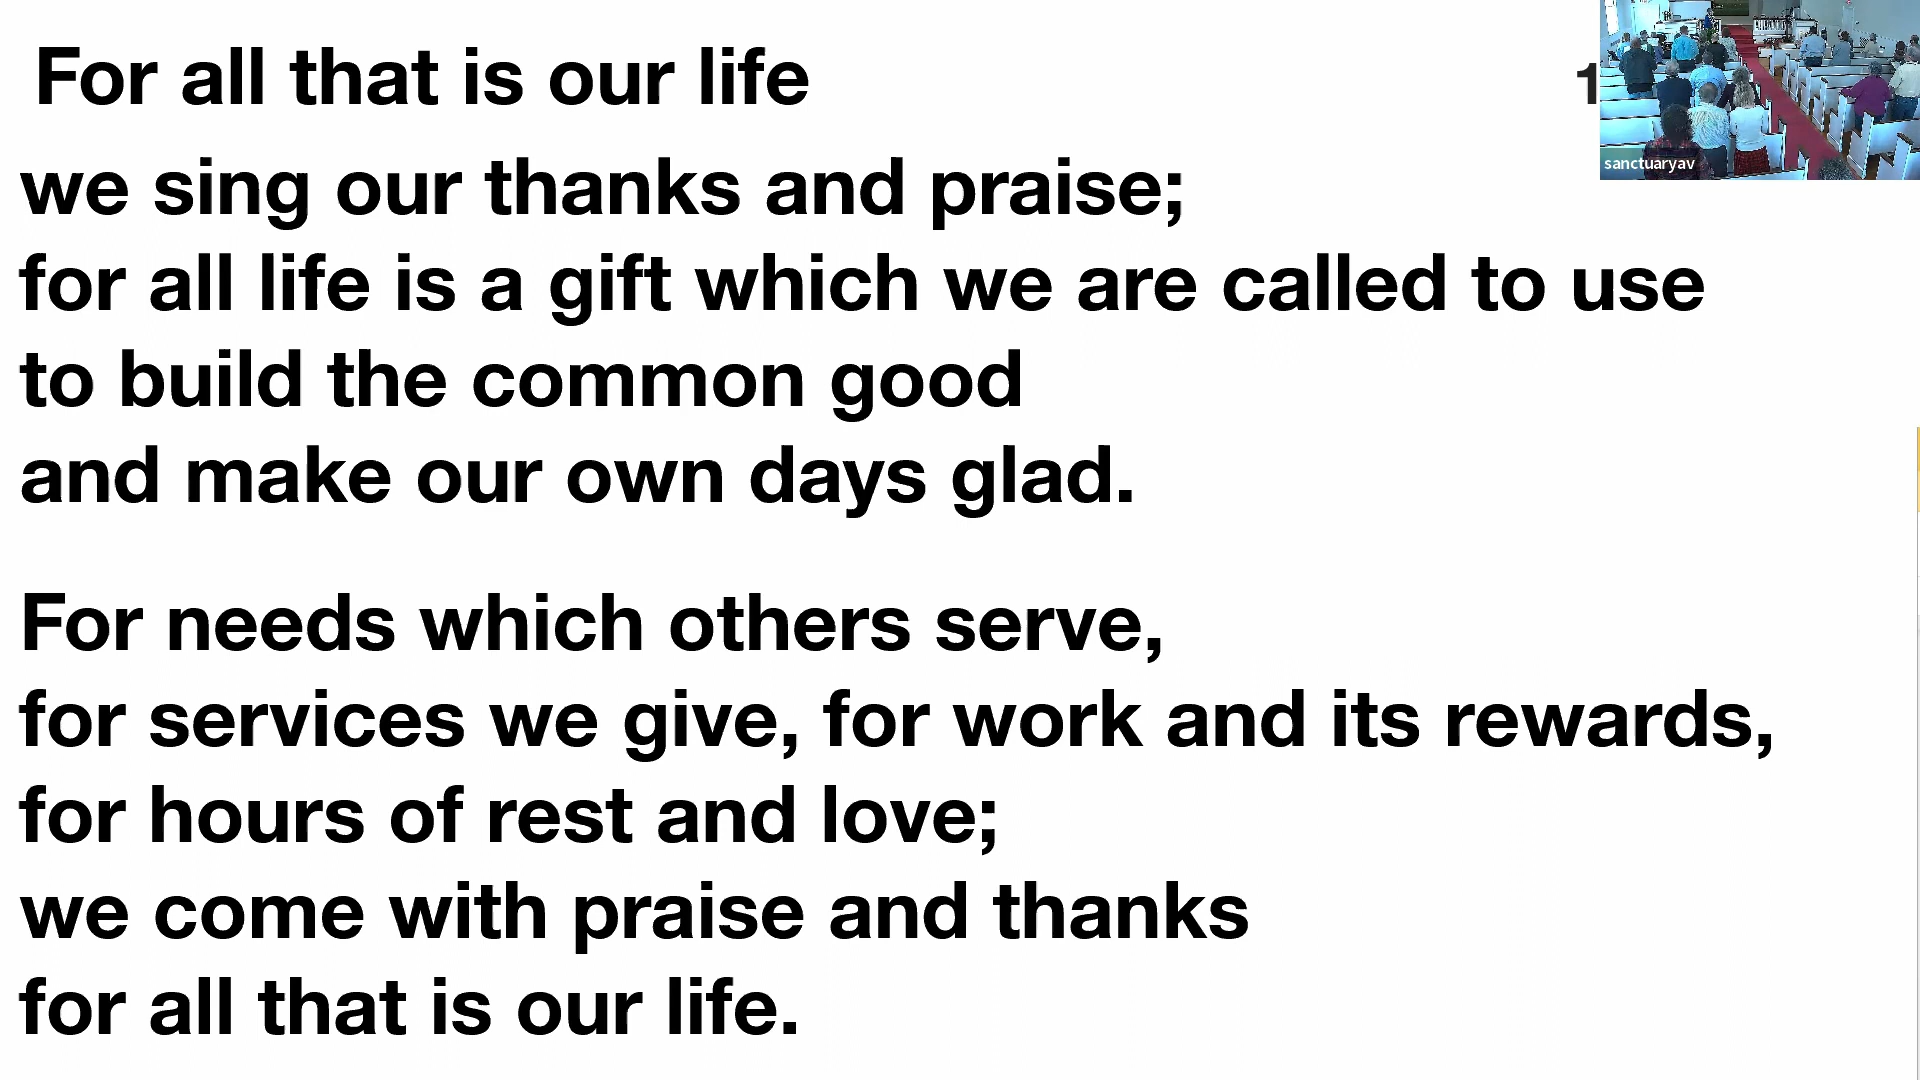 For all that is our life
1
we sing our thanks and praise;
for all life is a gift which we are called to use
to build the common good
and make our own days glad.
For needs which others serve,
for services we give, for work and its rewards,
for hours of rest and love;
we come with praise and thanks
for all that is our life.
sanctuaryav